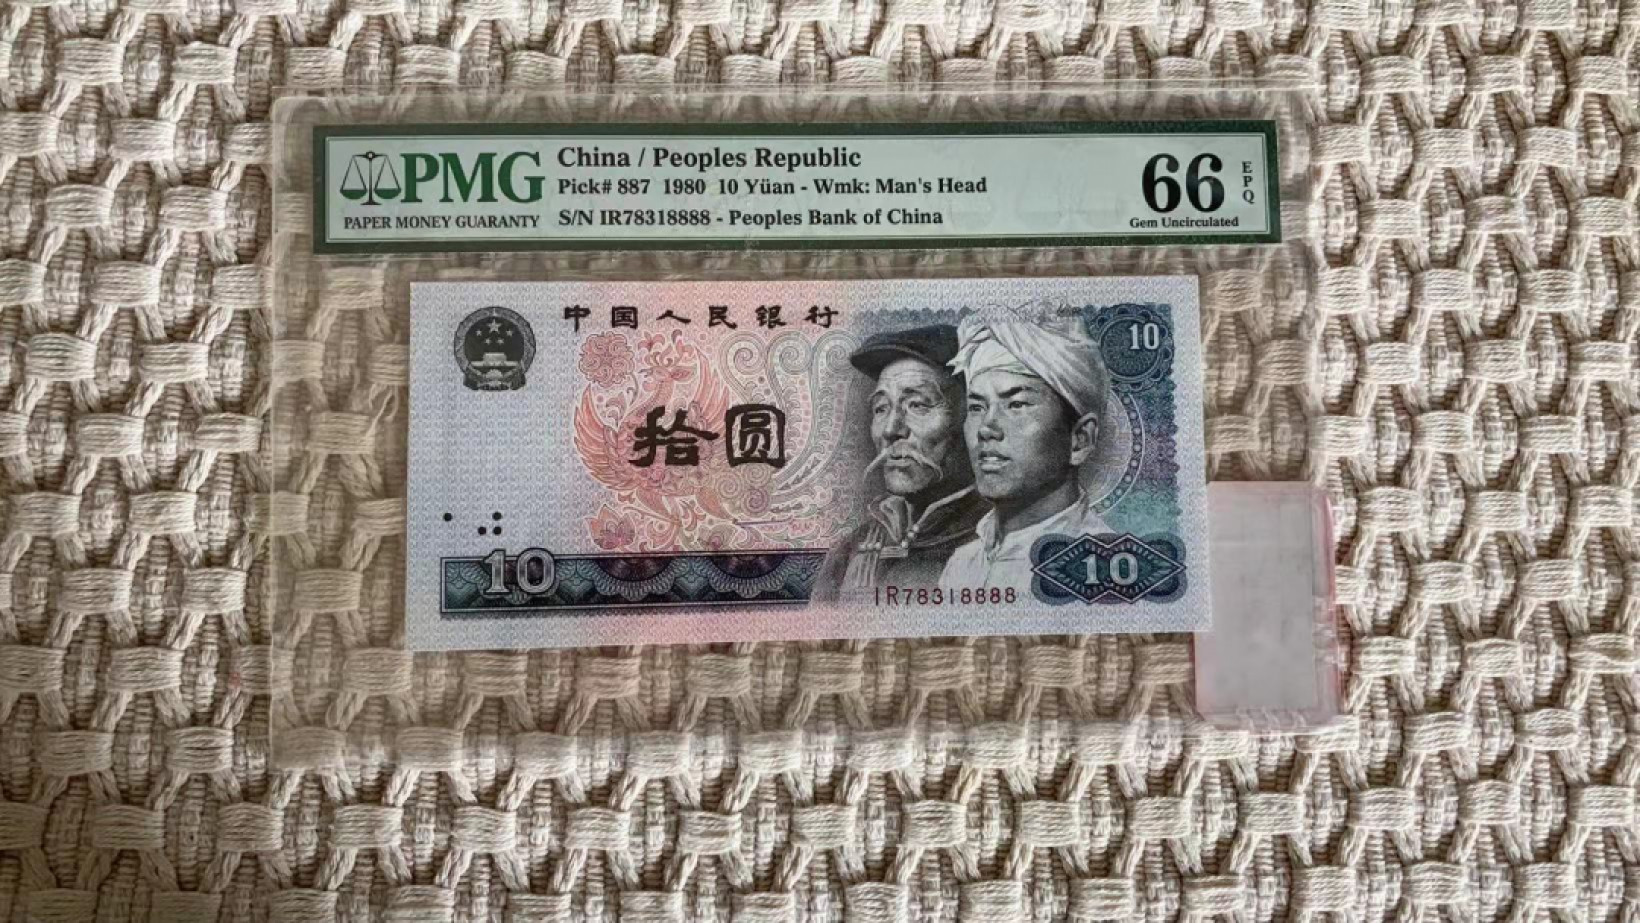 PMG
PAPER MONEY GUARANTY
China / Peoples Republic
Pick# 887 1980 10 Yüan - Wmk: Man's Head
S/N IR78318888 - Peoples Bank of China
66
EPQ
Gem Uncirculated
中国人民银行
10
拾圆
10
IR78318888
10